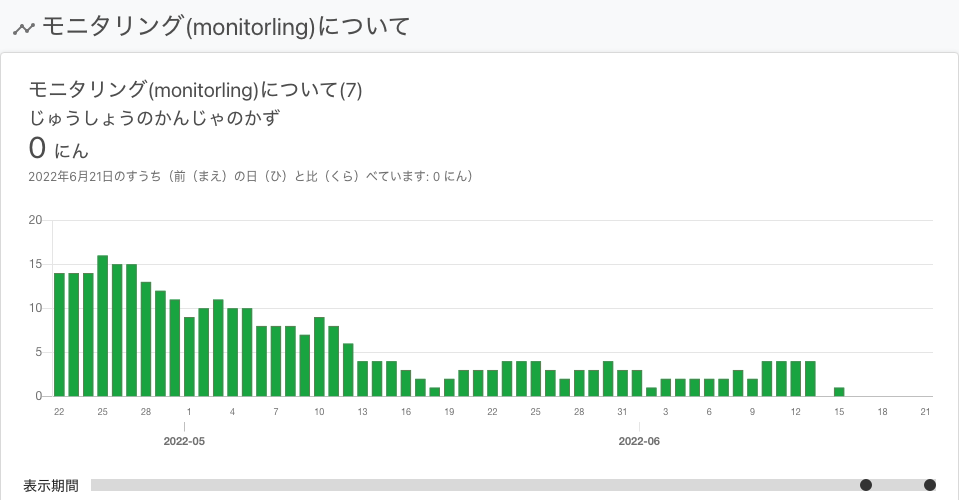 モニタリング(monitorling)について
モニタリング(monitorling)について(7)
じゅうしょうのかんじゃのかず
0 にん
2022年6月21日のすうち（前（まえ）の日（ひ）と比（くら）べています: 0 にん）
20
15
10
5
0
22 25 28 1 4 7 10 13 16 19 22 25 28 31 3 6 9 12 15 18 21
2022-05 2022-06
表示期間